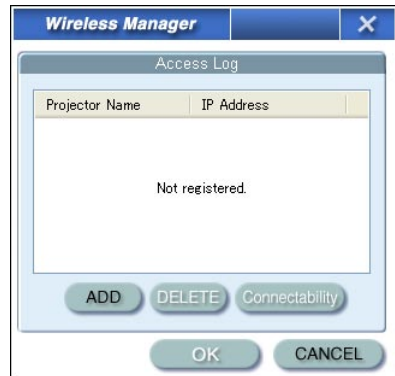 Wireless Manager
Access Log
Projector Name IP Address
Not registered.
ADD DELETE Connectability
OK CANCEL